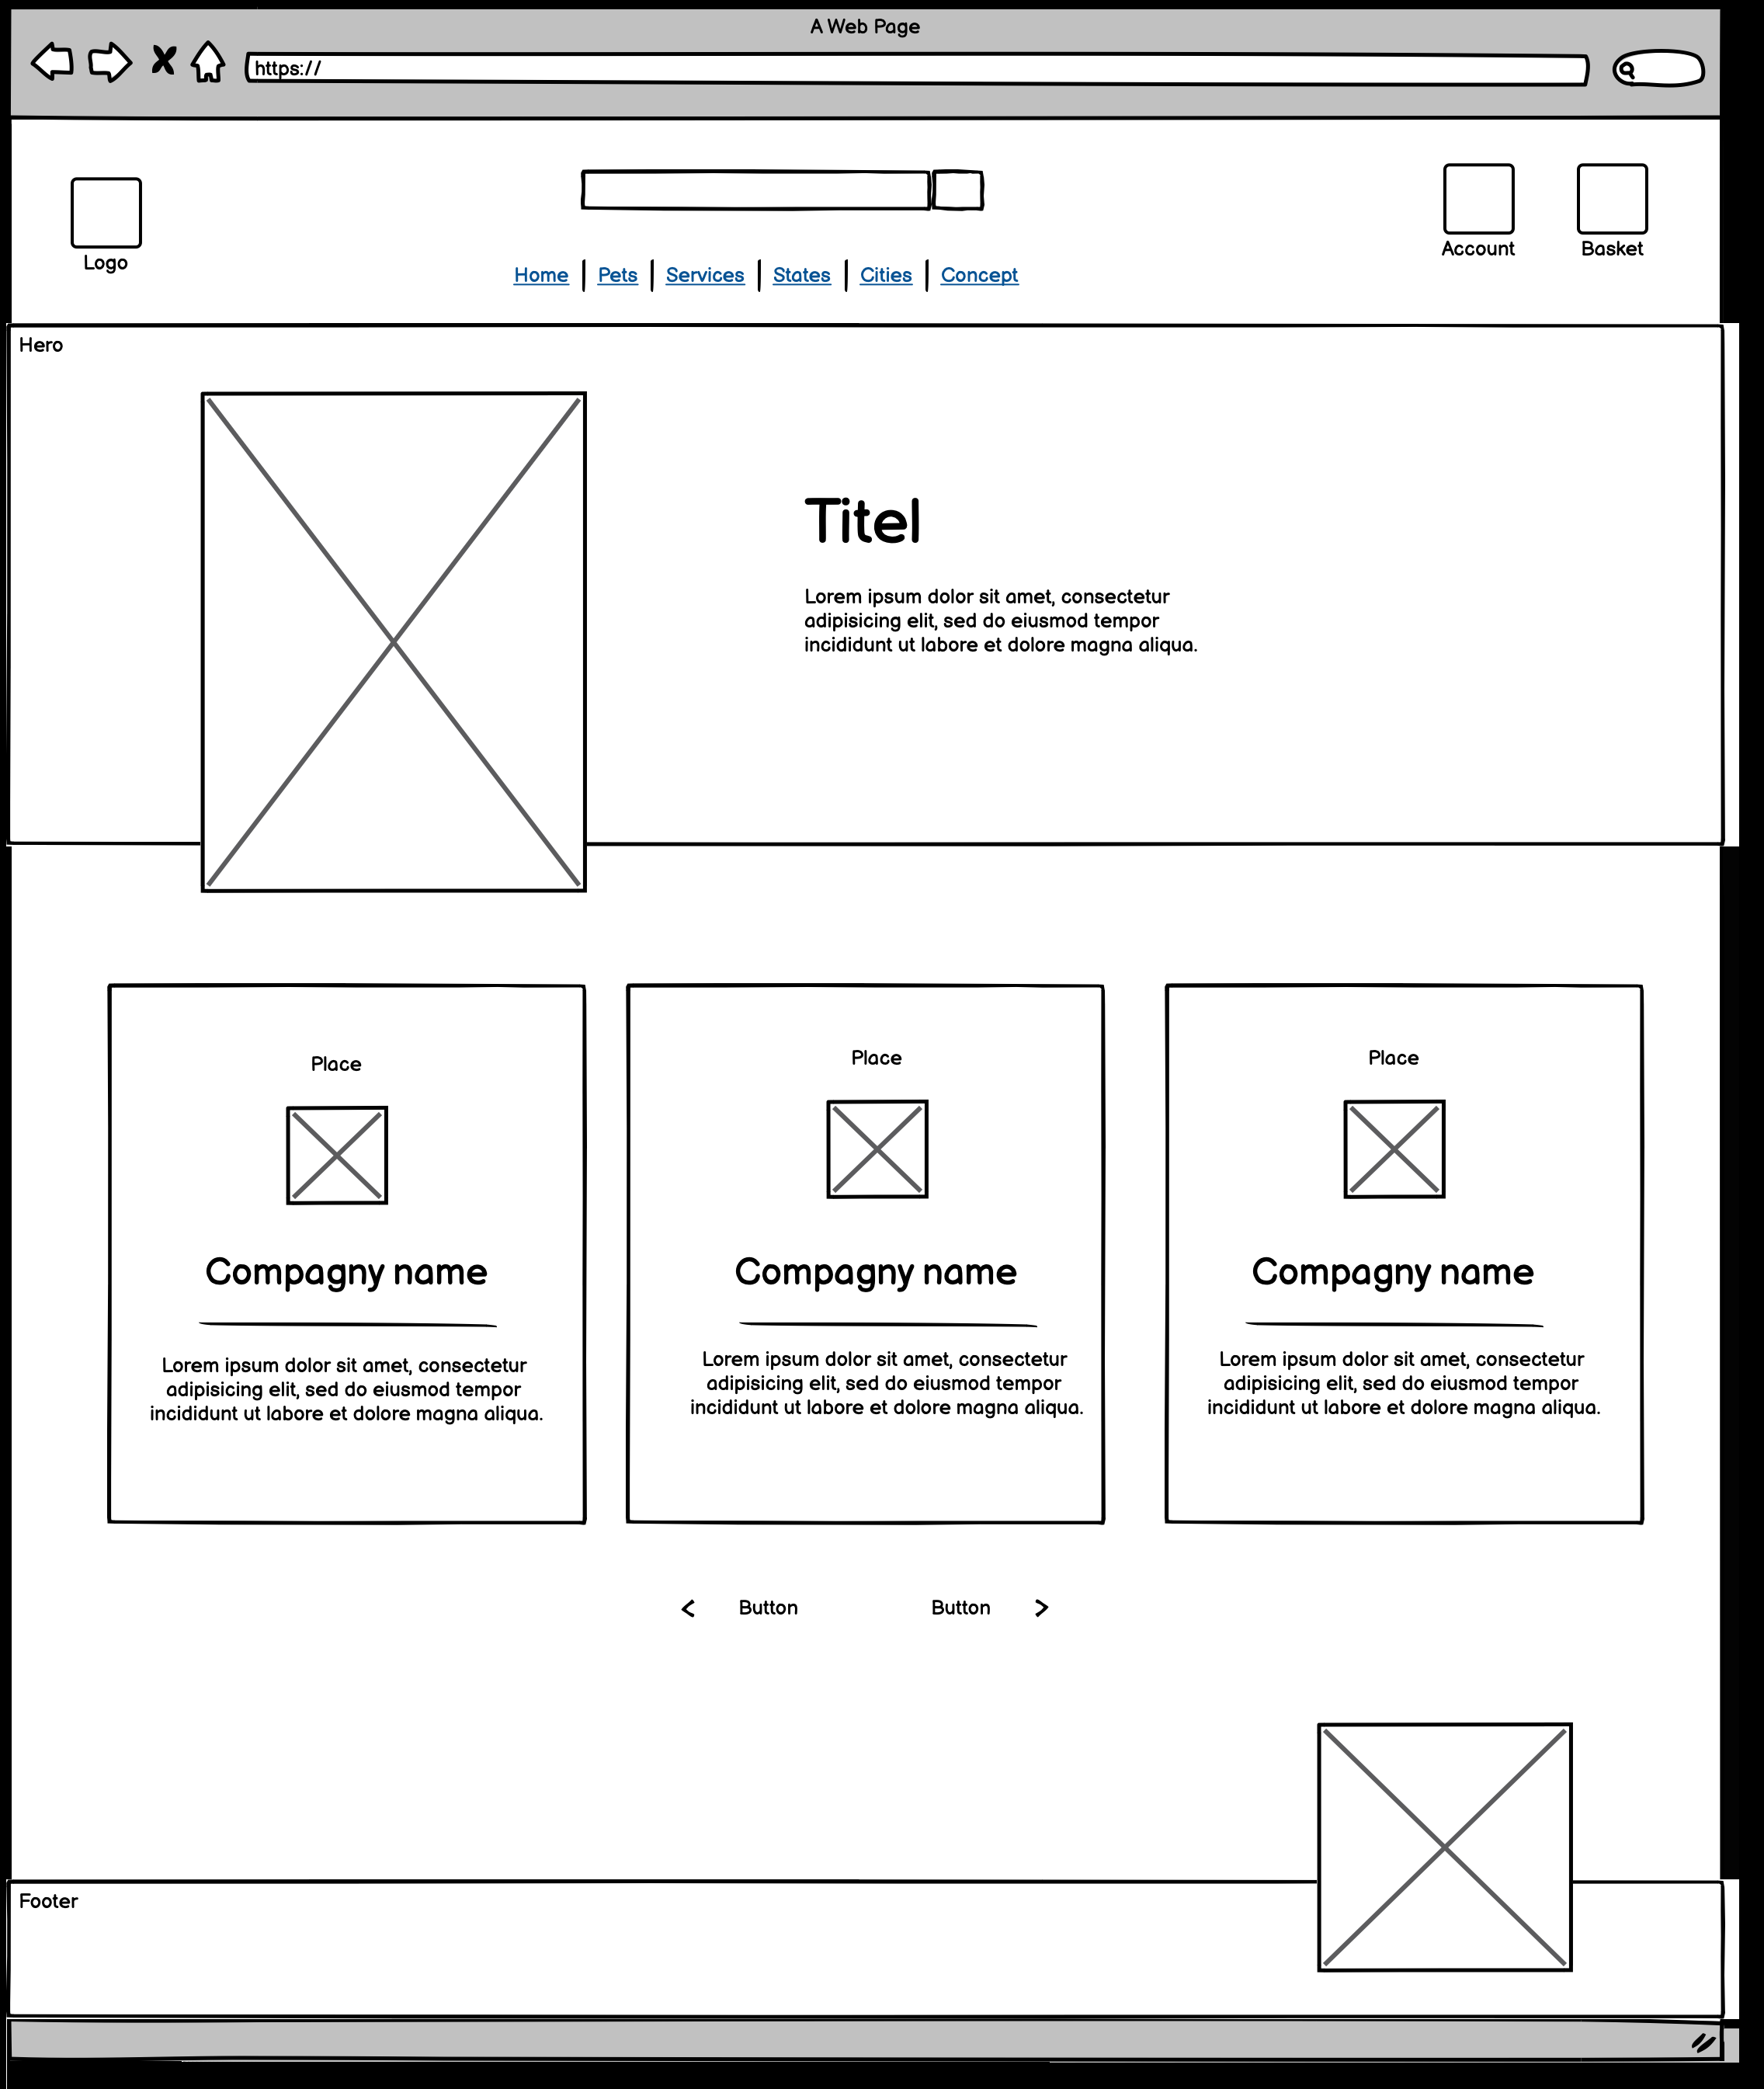 A Web Page
https://
Logo
Account
Basket
Home | Pets | Services | States | Cities | Concept
Hero
Titel
Lorem ipsum dolor sit amet, consectetur
adipisicing elit, sed do eiusmod tempor
incididunt ut labore et dolore magna aliqua.
Place
Compagny name
Lorem ipsum dolor sit amet, consectetur
adipisicing elit, sed do eiusmod tempor
incididunt ut labore et dolore magna aliqua.
Place
Compagny name
Lorem ipsum dolor sit amet, consectetur
adipisicing elit, sed do eiusmod tempor
incididunt ut labore et dolore magna aliqua.
Place
Compagny name
Lorem ipsum dolor sit amet, consectetur
adipisicing elit, sed do eiusmod tempor
incididunt ut labore et dolore magna aliqua.
< Button
Button >
Footer